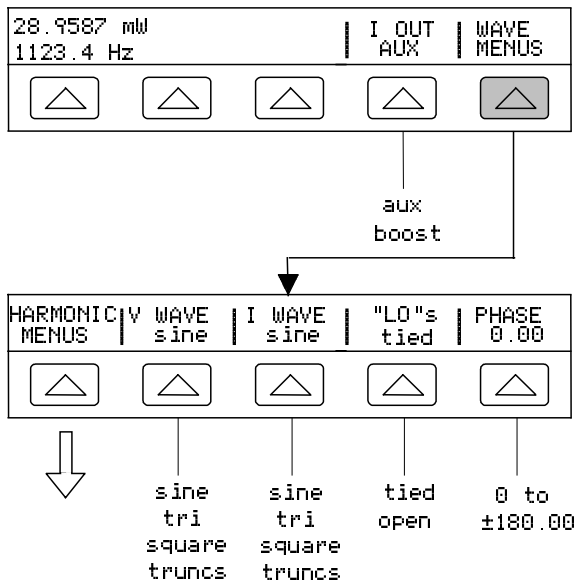 28.9587 mW
1123.4 Hz
I OUT
AUX
WAVE
MENUS
aux
boost
HARMONIC
MENUS
V WAVE
sine
I WAVE
sine
"LO"s
tied
PHASE
0.00
sine
tri
square
truncs
sine
tri
square
truncs
tied
open
0 to
±180.00